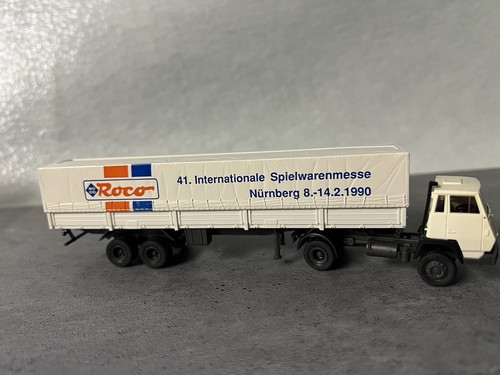 Roco
41. Internationale Spielwarenmesse
Nürnberg 8.-14.2.1990